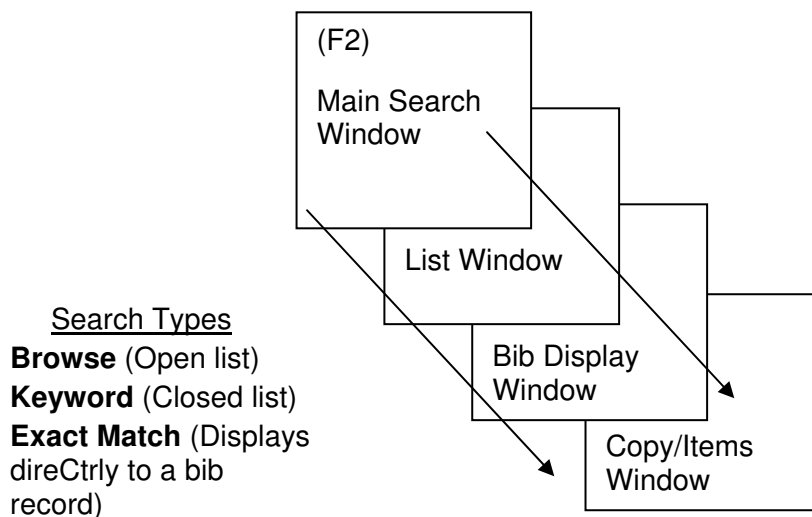 (F2)
Main Search
Window
List Window
Bib Display
Window
Copy/Items
Window
Search Types
Browse (Open list)
Keyword (Closed list)
Exact Match (Displays
direCtrly to a bib
record)